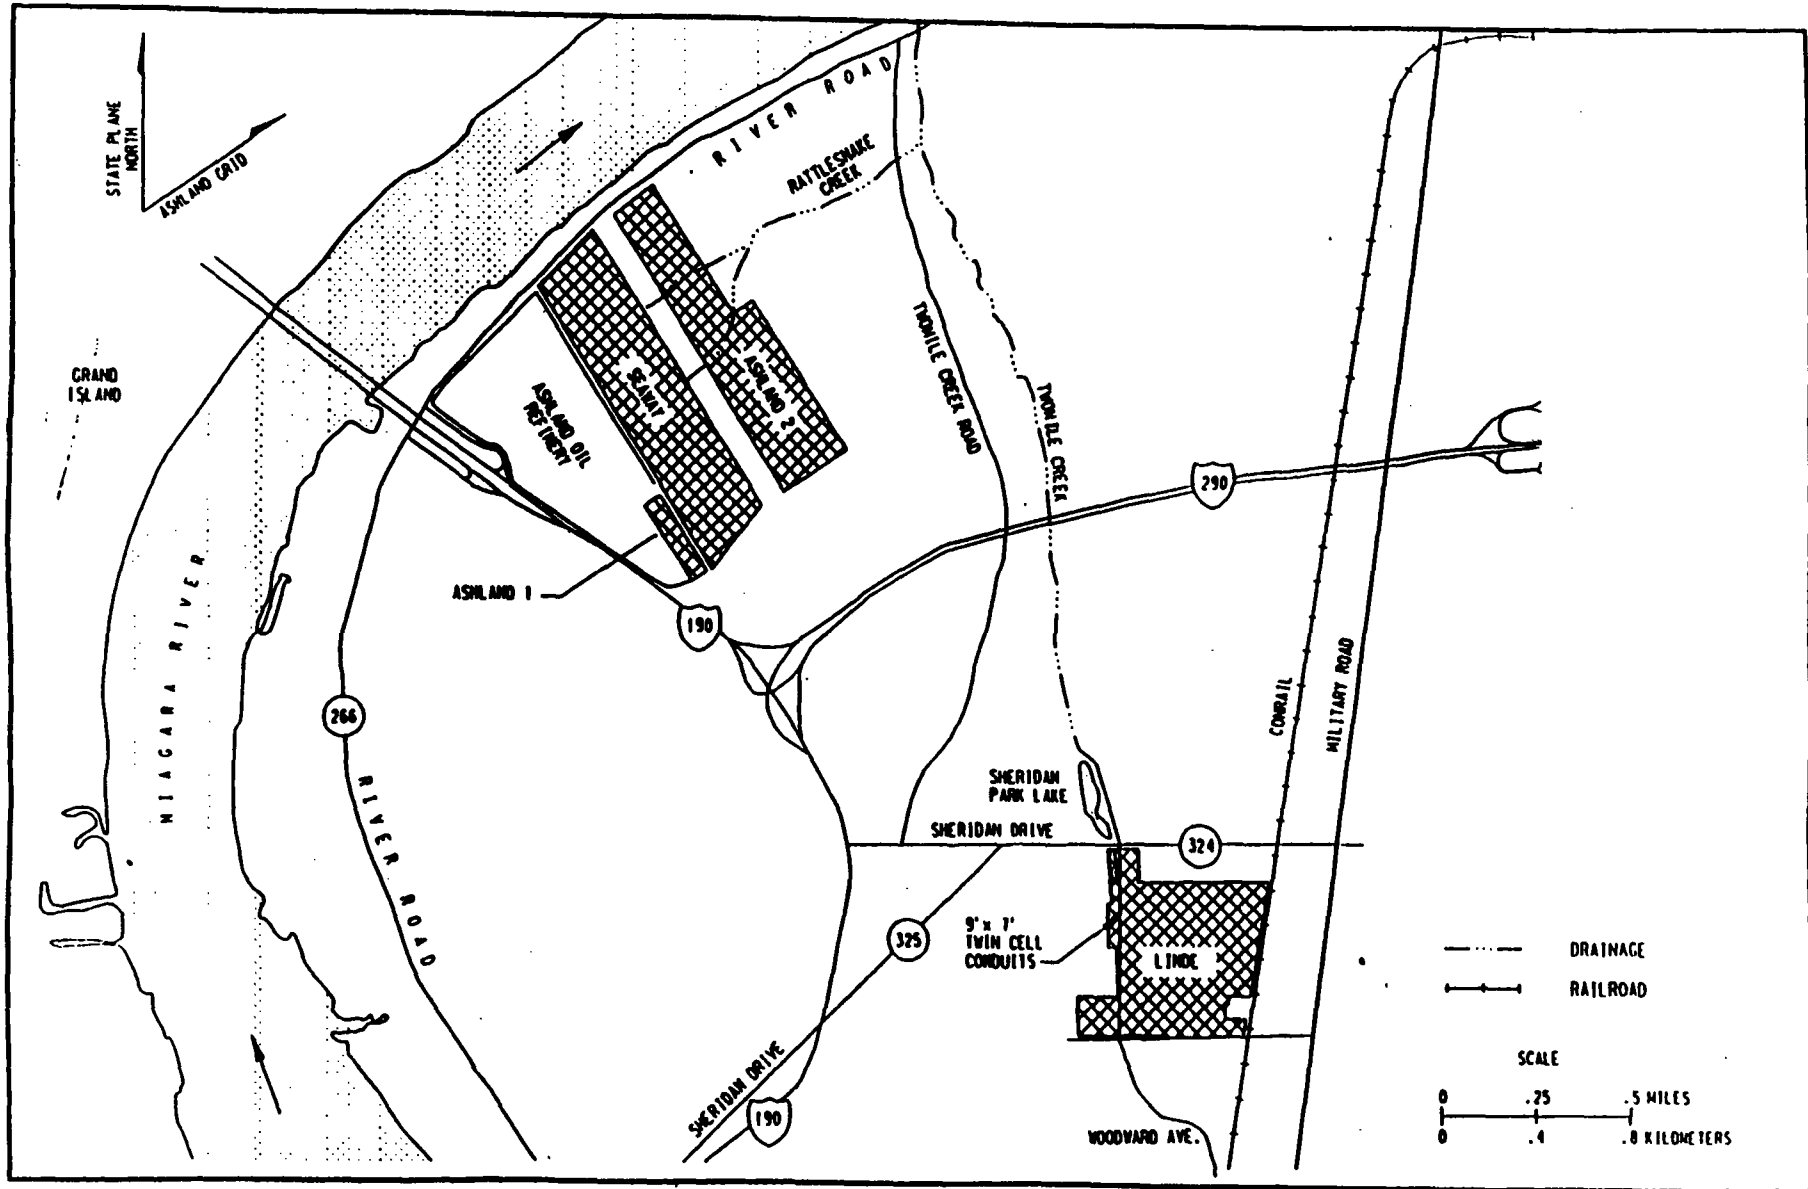 STATE PLANE
NORTH
ASHLAND GRID
RIVER ROAD
RATTLESNAKE
CREEK
GRAND
ISLAND
ASHLAND OIL
REFINERY
SEAWAY
ASHLAND 2
TWOMILE CREEK ROAD
TWOMILE CREEK
290
ASHLAND 1
190
NIAGARA RIVER
266
RIVER ROAD
CONRAIL
MILITARY ROAD
SHERIDAN
PARK LAKE
SHERIDAN DRIVE
324
325
9' x 7'
TWIN CELL
CONDUITS
LINDE
DRAINAGE
RAILROAD
SHERIDAN DRIVE
190
WOODWARD AVE.
SCALE
0 .25 .5 MILES
0 .4 .8 KILOMETERS